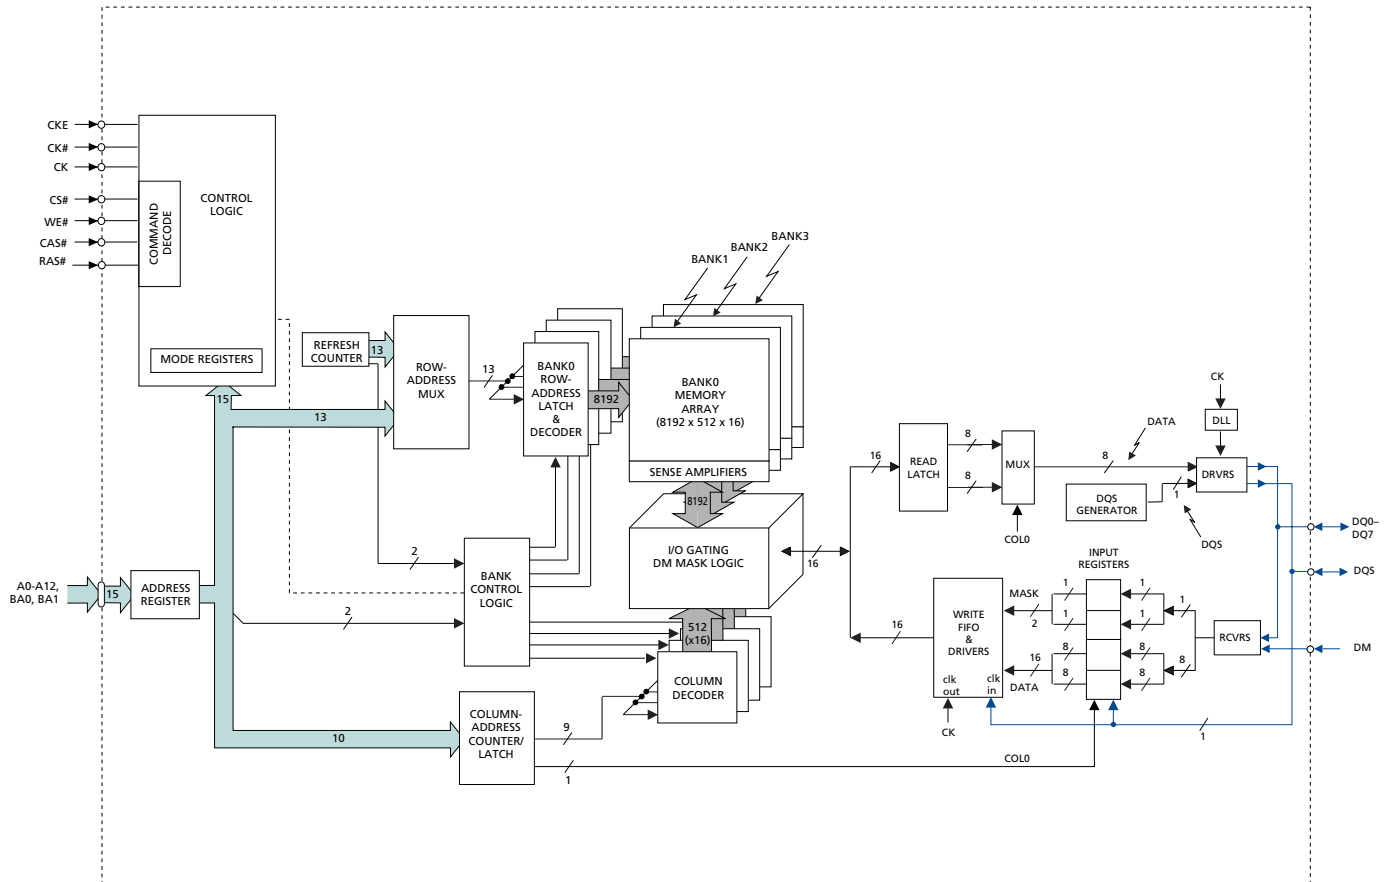 CKE
CK#
CK
CS#
WE#
CAS#
RAS#
COMMAND
DECODE
CONTROL
LOGIC
MODE REGISTERS
15
REFRESH
COUNTER
13
13
ROW-
ADDRESS
MUX
13
BANK0
ROW-
ADDRESS
LATCH
&
DECODER
8192
BANK1
BANK2
BANK3
BANK0
MEMORY
ARRAY
(8192 x 512 x 16)
SENSE AMPLIFIERS
8192
I/O GATING
DM MASK LOGIC
16
A0-A12,
BA0, BA1
15
ADDRESS
REGISTER
2
2
BANK
CONTROL
LOGIC
512
(x16)
COLUMN
DECODER
10
COLUMN-
ADDRESS
COUNTER/
LATCH
9
1
COL0
16
READ
LATCH
8
8
MUX
COL0
8
DATA
CK
DLL
DRVRS
DQS
GENERATOR
1
DQS
DQ0–
DQ7
DQS
DM
INPUT
REGISTERS
16
WRITE
FIFO
&
DRIVERS
clk
out
clk
in
CK
MASK
2
16
DATA
1
1
8
8
1
1
8
8
1
8
RCVRS
1